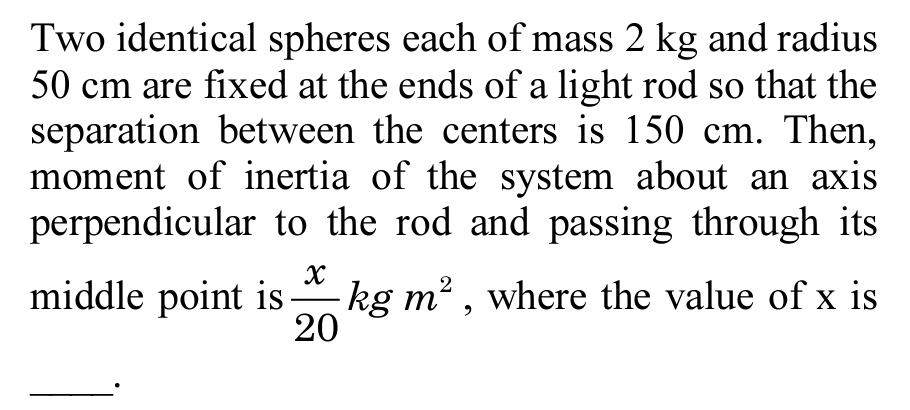 Two identical spheres each of mass 2 kg and radius
50 cm are fixed at the ends of a light rod so that the
separation between the centers is 150 cm. Then,
moment of inertia of the system about an axis
perpendicular to the rod and passing through its
middle point is x/20 kg m², where the value of x is
____.